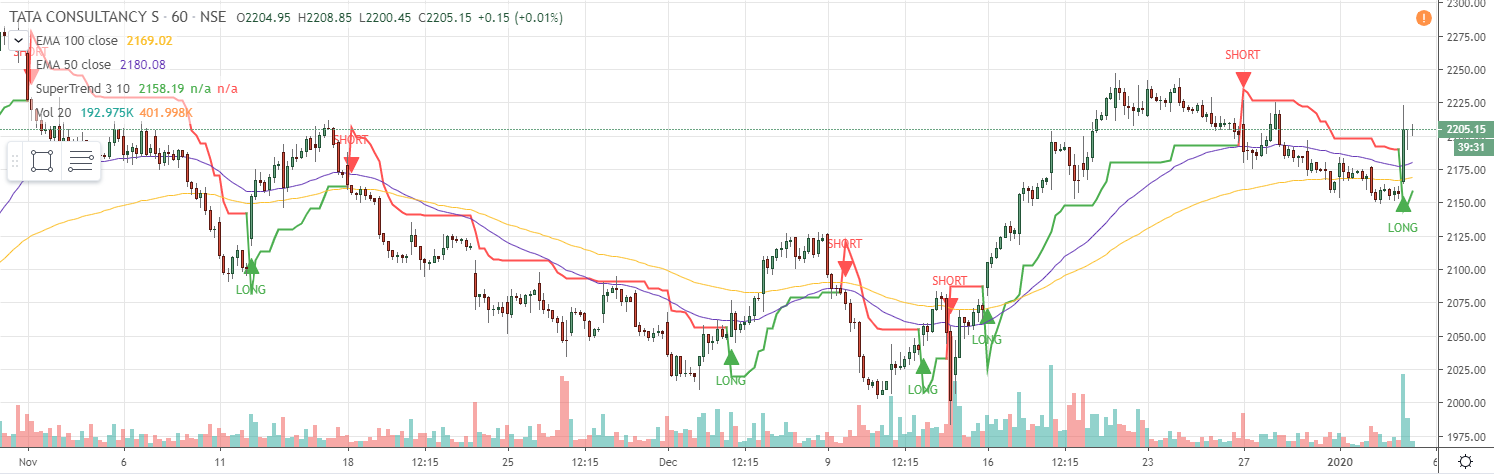 TATA CONSULTANCY S · 60 · NSE O2204.95 H2208.85 L2200.45 C2205.15 +0.15 (+0.01%)
EMA 100 close 2169.02
EMA 50 close 2180.08
SuperTrend 3 10 2158.19 n/a n/a
Vol 20 192.975K 401.998K
SHORT
SHORT
LONG
LONG
SHORT
LONG
SHORT
LONG
SHORT
LONG
2300.00
2275.00
2250.00
2225.00
2205.15
39:31
2175.00
2150.00
2125.00
2100.00
2075.00
2050.00
2025.00
2000.00
1975.00
Nov 6 11 18 12:15 25 12:15 Dec 12:15 9 12:15 16 12:15 23 27 2020 6